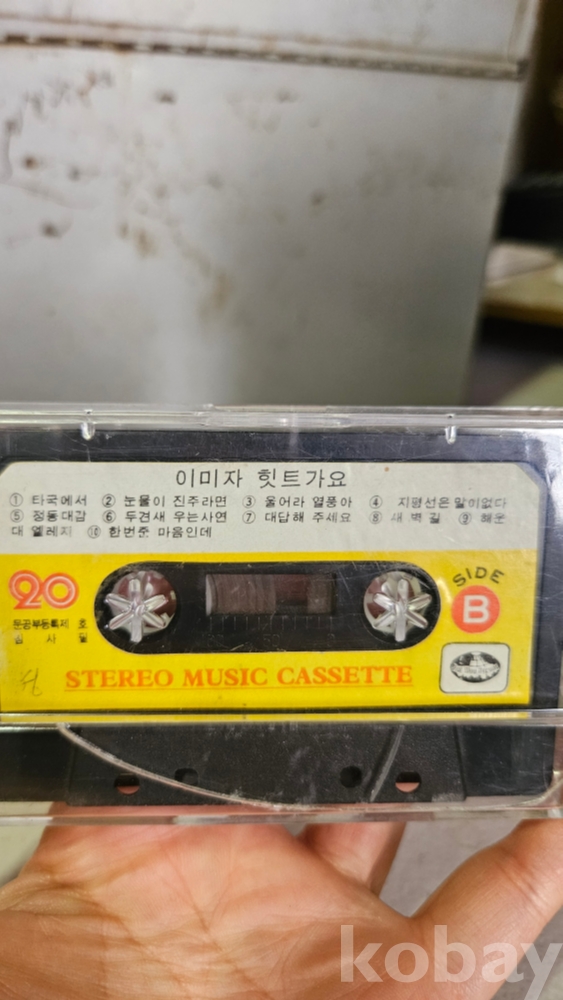 이미자 힛트가요
① 타국에서 ② 눈물이 진주라면 ③ 울어라 열풍아 ④ 지평선은 말이없다
⑤ 정동대감 ⑥ 두견새 우는사연 ⑦ 대답해 주세요 ⑧ 새벽길 ⑨ 해운
대 엘레지 ⑩ 한번준 마음인데
20
SIDE
B
문공부등록제 호
심 사 필
STEREO MUSIC CASSETTE
kobay